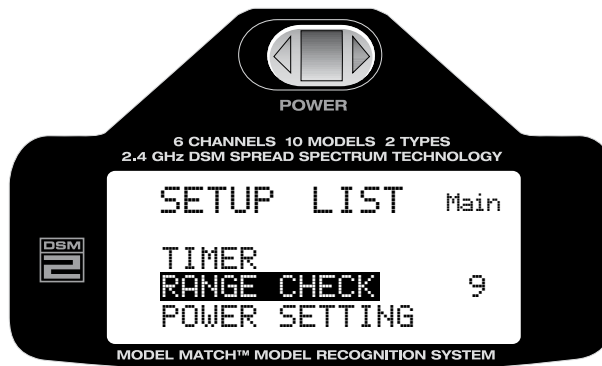 POWER
6 CHANNELS 10 MODELS 2 TYPES
2.4 GHz DSM SPREAD SPECTRUM TECHNOLOGY
SETUP LIST Main
DSM
2
TIMER
RANGE CHECK 9
POWER SETTING
MODEL MATCH™ MODEL RECOGNITION SYSTEM